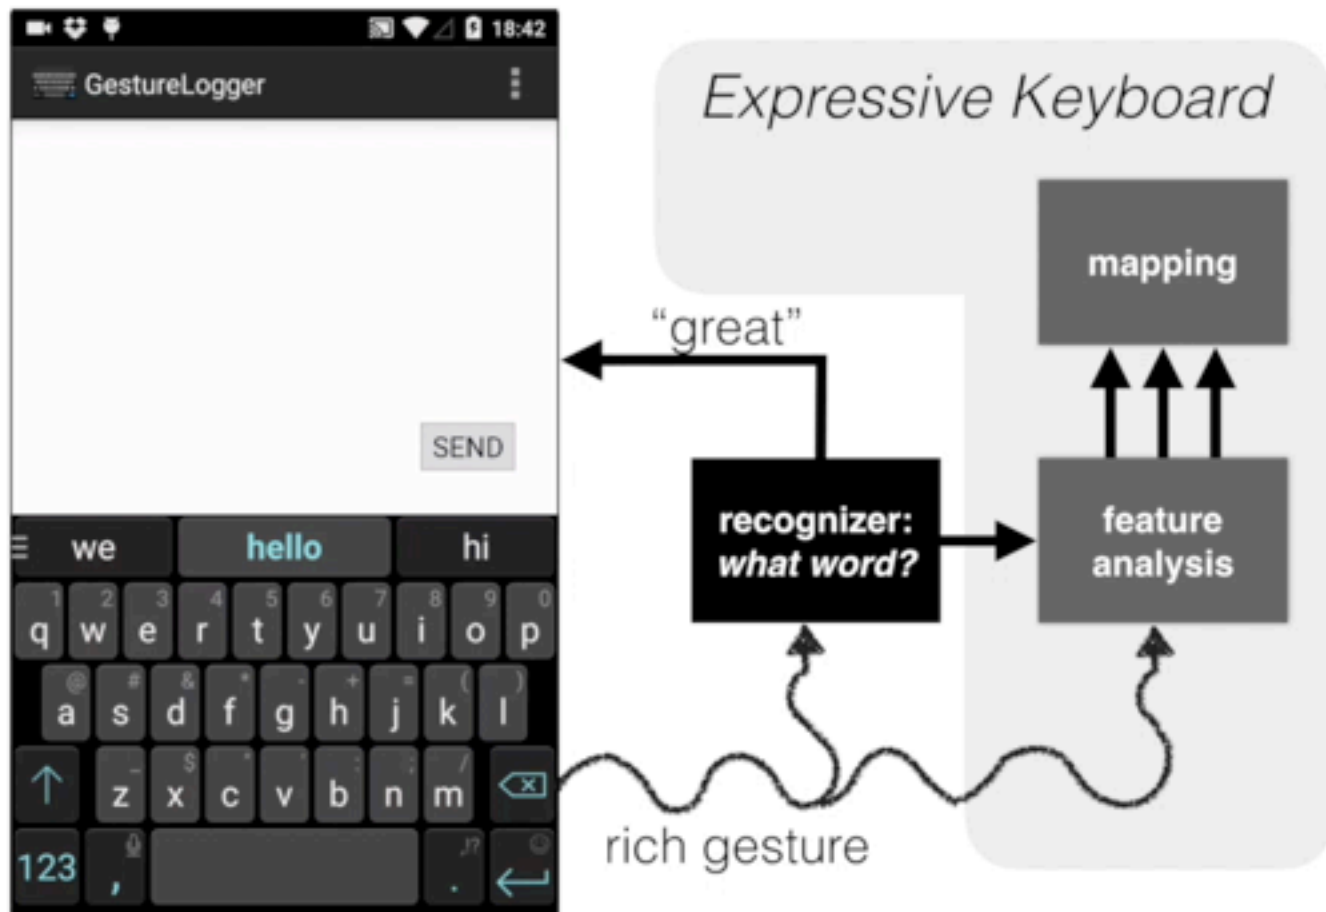 18:42
GestureLogger
Expressive Keyboard
mapping
“great”
SEND
recognizer:
what word?
feature
analysis
we hello hi
1 2 3 4 5 6 7 8 9 0
q w e r t y u i o p
@ # & * - + = ( )
a s d f g h j k l
_ $ " ' : ; /
z x c v b n m
rich gesture
,!?
123 , .